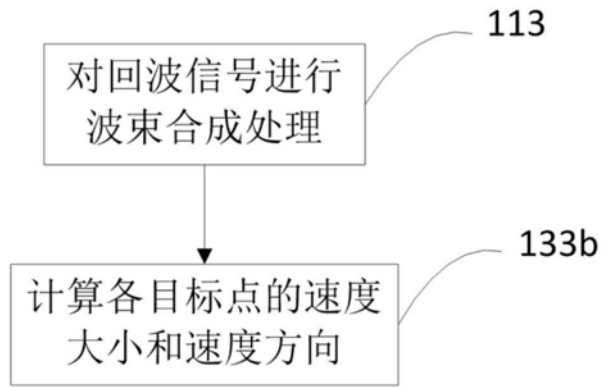 113
对回波信号进行
波束合成处理
133b
计算各目标点的速度
大小和速度方向